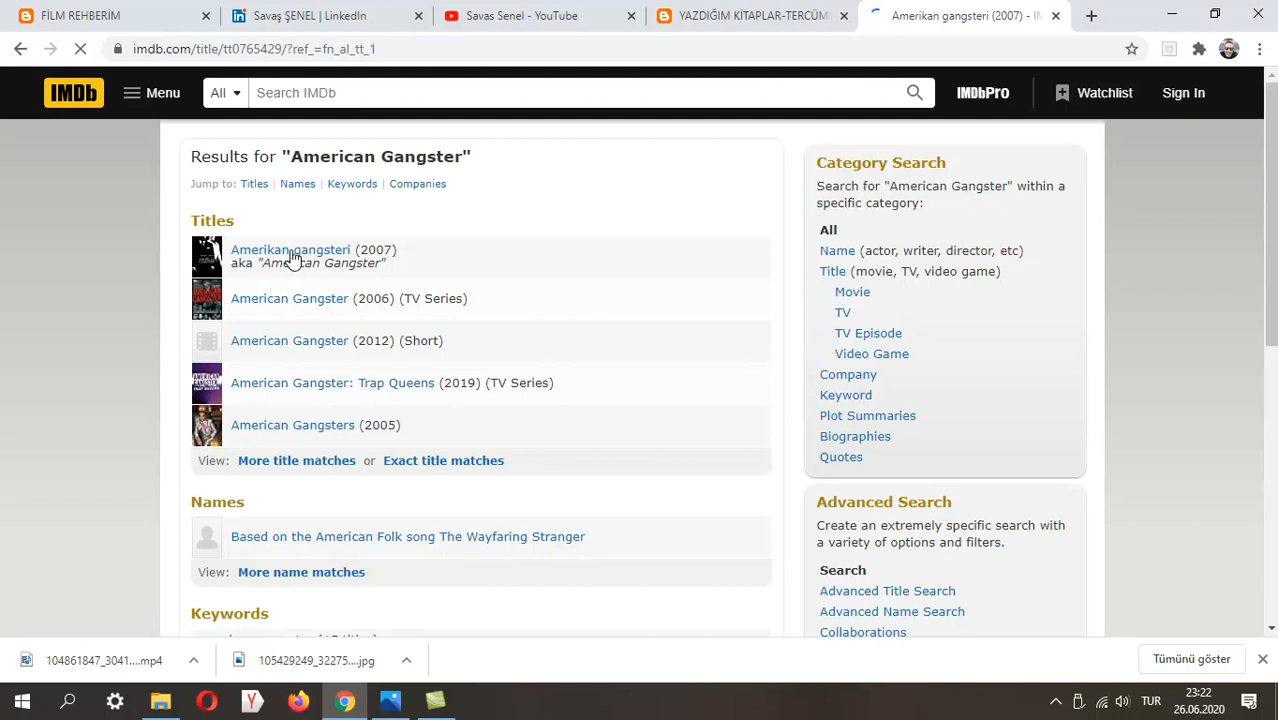 FİLM REHBERİM
Savaş ŞENEL | LinkedIn
Savas Senel - YouTube
YAZDIĞIM KİTAPLAR-TERCÜM
Amerikan gangsteri (2007) - IM
imdb.com/title/tt0765429/?ref_=fn_al_tt_1
IMDb
Menu
All
Search IMDb
IMDbPro
Watchlist
Sign In
Results for "American Gangster"
Jump to: Titles | Names | Keywords | Companies
Titles
Amerikan gangsteri (2007)
aka "American Gangster"
American Gangster (2006) (TV Series)
American Gangster (2012) (Short)
American Gangster: Trap Queens (2019) (TV Series)
American Gangsters (2005)
View: More title matches or Exact title matches
Names
Based on the American Folk song The Wayfaring Stranger
View: More name matches
Keywords
Category Search
Search for "American Gangster" within a
specific category:
All
Name (actor, writer, director, etc)
Title (movie, TV, video game)
Movie
TV
TV Episode
Video Game
Company
Keyword
Plot Summaries
Biographies
Quotes
Advanced Search
Create an extremely specific search with
a variety of options and filters.
Search
Advanced Title Search
Advanced Name Search
Collaborations
104861847_3041....mp4
105429249_32275....jpg
Tümünü göster
TUR
23:22
26.06.2020